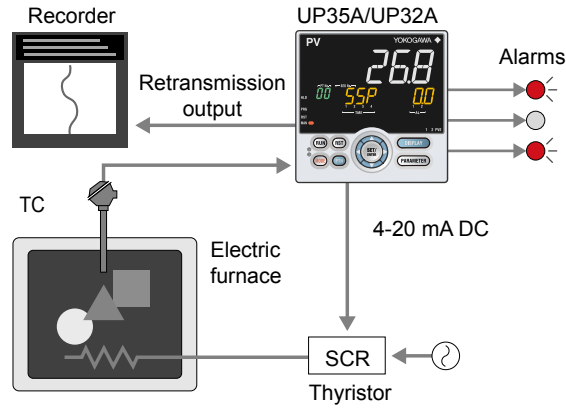 Recorder
UP35A/UP32A
PV
YOKOGAWA
26.8
Alarms
00 SSP 0.0
Retransmission
output
RUN RST
DISPLAY
SET/
ENTER
PARAMETER
TC
4-20 mA DC
Electric
furnace
SCR
Thyristor